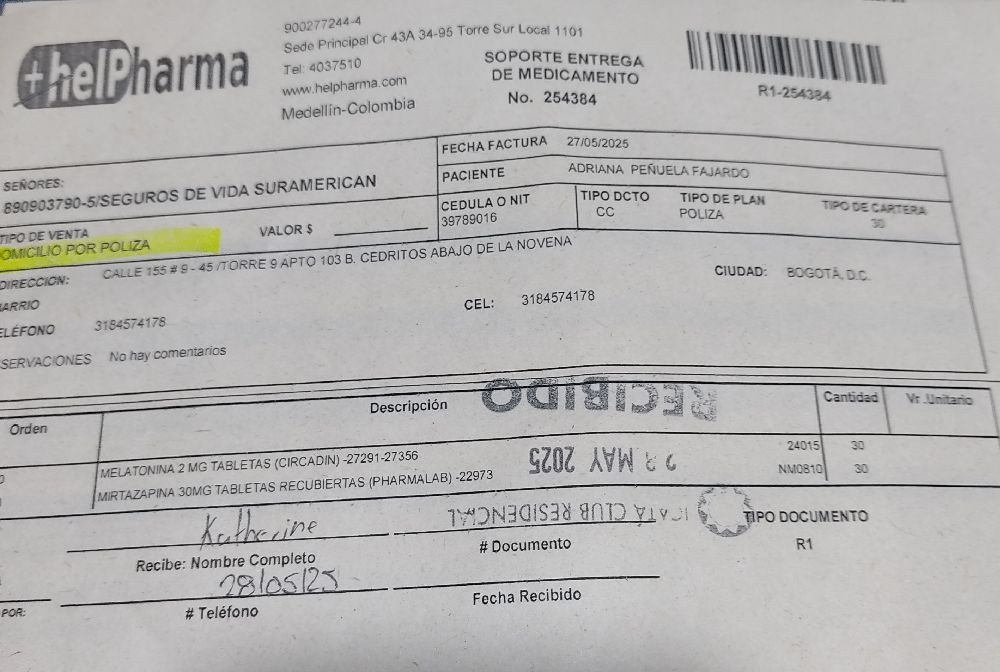 +helPharma
900277244-4
Sede Principal Cr 43A 34-95 Torre Sur Local 1101
Tel: 4037510
www.helpharma.com
Medellín-Colombia
SOPORTE ENTREGA
DE MEDICAMENTO
No. 254384
R1-254384
SEÑORES:
890903790-5/SEGUROS DE VIDA SURAMERICAN
FECHA FACTURA 27/05/2025
PACIENTE ADRIANA PEÑUELA FAJARDO
CEDULA O NIT
39789016
TIPO DCTO
CC
TIPO DE PLAN
POLIZA
TIPO DE CARTERA
30
TIPO DE VENTA
OMICILIO POR POLIZA
VALOR $
DIRECCION: CALLE 155 # 9 - 45 /TORRE 9 APTO 103 B. CEDRITOS ABAJO DE LA NOVENA
CIUDAD: BOGOTÁ, D.C.
ARRIO
CEL: 3184574178
ELÉFONO 3184574178
SERVACIONES No hay comentarios
RECIBIDO
Orden Descripción Cantidad Vr .Unitario
MELATONINA 2 MG TABLETAS (CIRCADIN) -27291-27356 24015 30
MIRTAZAPINA 30MG TABLETAS RECUBIERTAS (PHARMALAB) -22973 NM0810 30
MAY 2025
CLUB RESIDENCIAL
Katherine
Recibe: Nombre Completo
# Documento
TIPO DOCUMENTO
R1
28/05/25
# Teléfono
Fecha Recibido
POR: